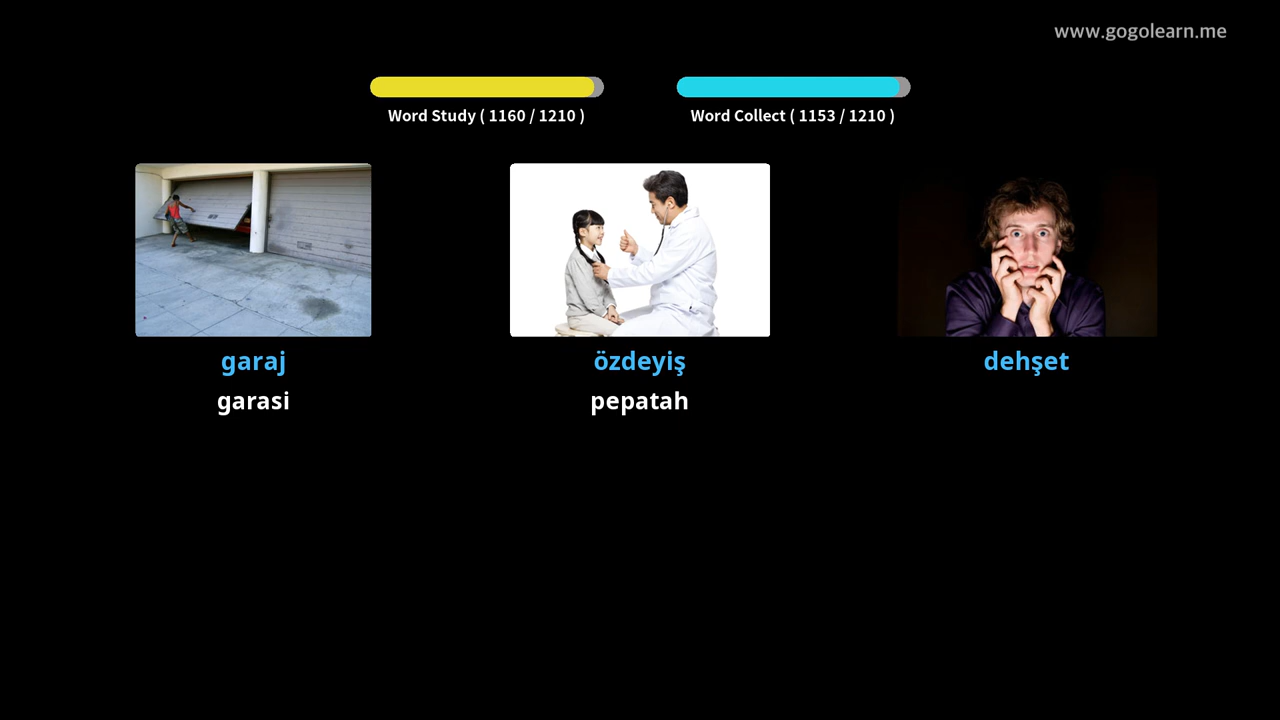 www.gogolearn.me
Word Study ( 1160 / 1210 )
Word Collect ( 1153 / 1210 )
garaj
garasi
özdeyiş
pepatah
dehşet